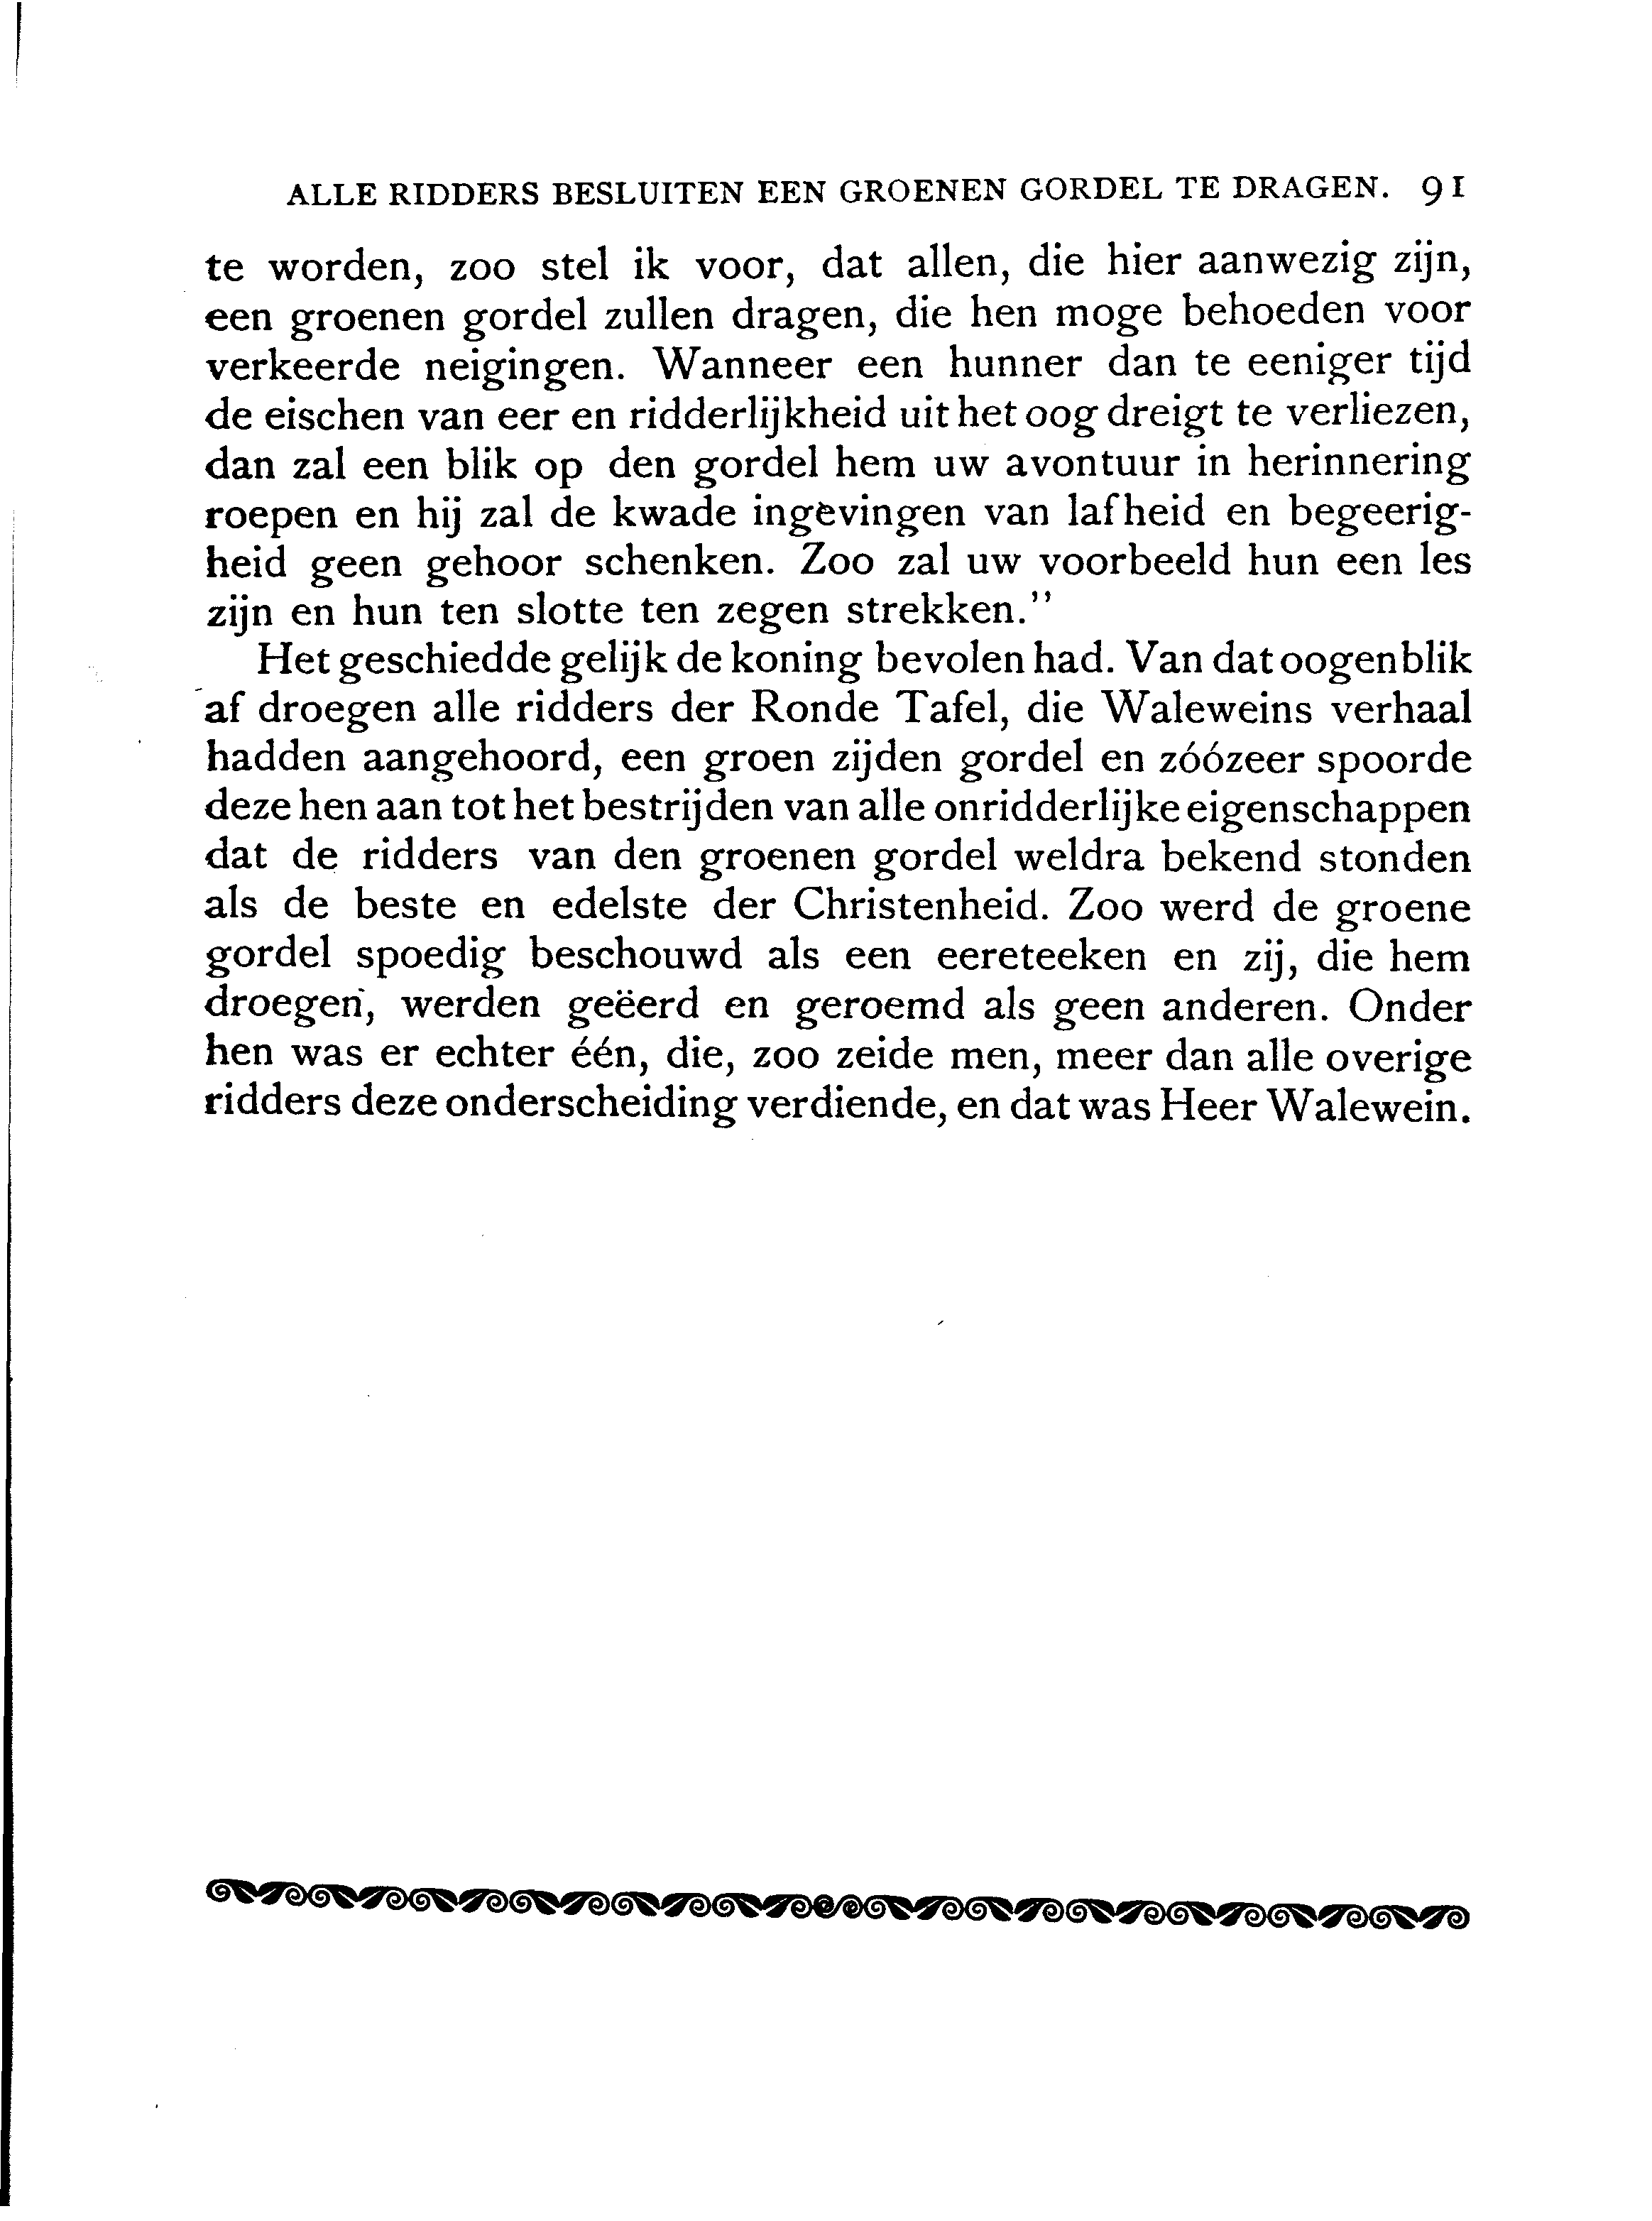 ALLE RIDDERS BESLUITEN EEN GROENEN GORDEL TE DRAGEN. 91
te worden, zoo stel ik voor, dat allen, die hier aanwezig zijn,
een groenen gordel zullen dragen, die hen moge behoeden voor
verkeerde neigingen. Wanneer een hunner dan te eeniger tijd
de eischen van eer en ridderlijkheid uit het oog dreigt te verliezen,
dan zal een blik op den gordel hem uw avontuur in herinnering
roepen en hij zal de kwade ingevingen van lafheid en begeerig-
heid geen gehoor schenken. Zoo zal uw voorbeeld hun een les
zijn en hun ten slotte ten zegen strekken.”
Het geschiedde gelijk de koning bevolen had. Van dat oogenblik
af droegen alle ridders der Ronde Tafel, die Waleweins verhaal
hadden aangehoord, een groen zijden gordel en zóózeer spoorde
deze hen aan tot het bestrijden van alle onridderlijke eigenschappen
dat de ridders van den groenen gordel weldra bekend stonden
als de beste en edelste der Christenheid. Zoo werd de groene
gordel spoedig beschouwd als een eereteeken en zij, die hem
droegen, werden geëerd en geroemd als geen anderen. Onder
hen was er echter één, die, zoo zeide men, meer dan alle overige
ridders deze onderscheiding verdiende, en dat was Heer Walewein.